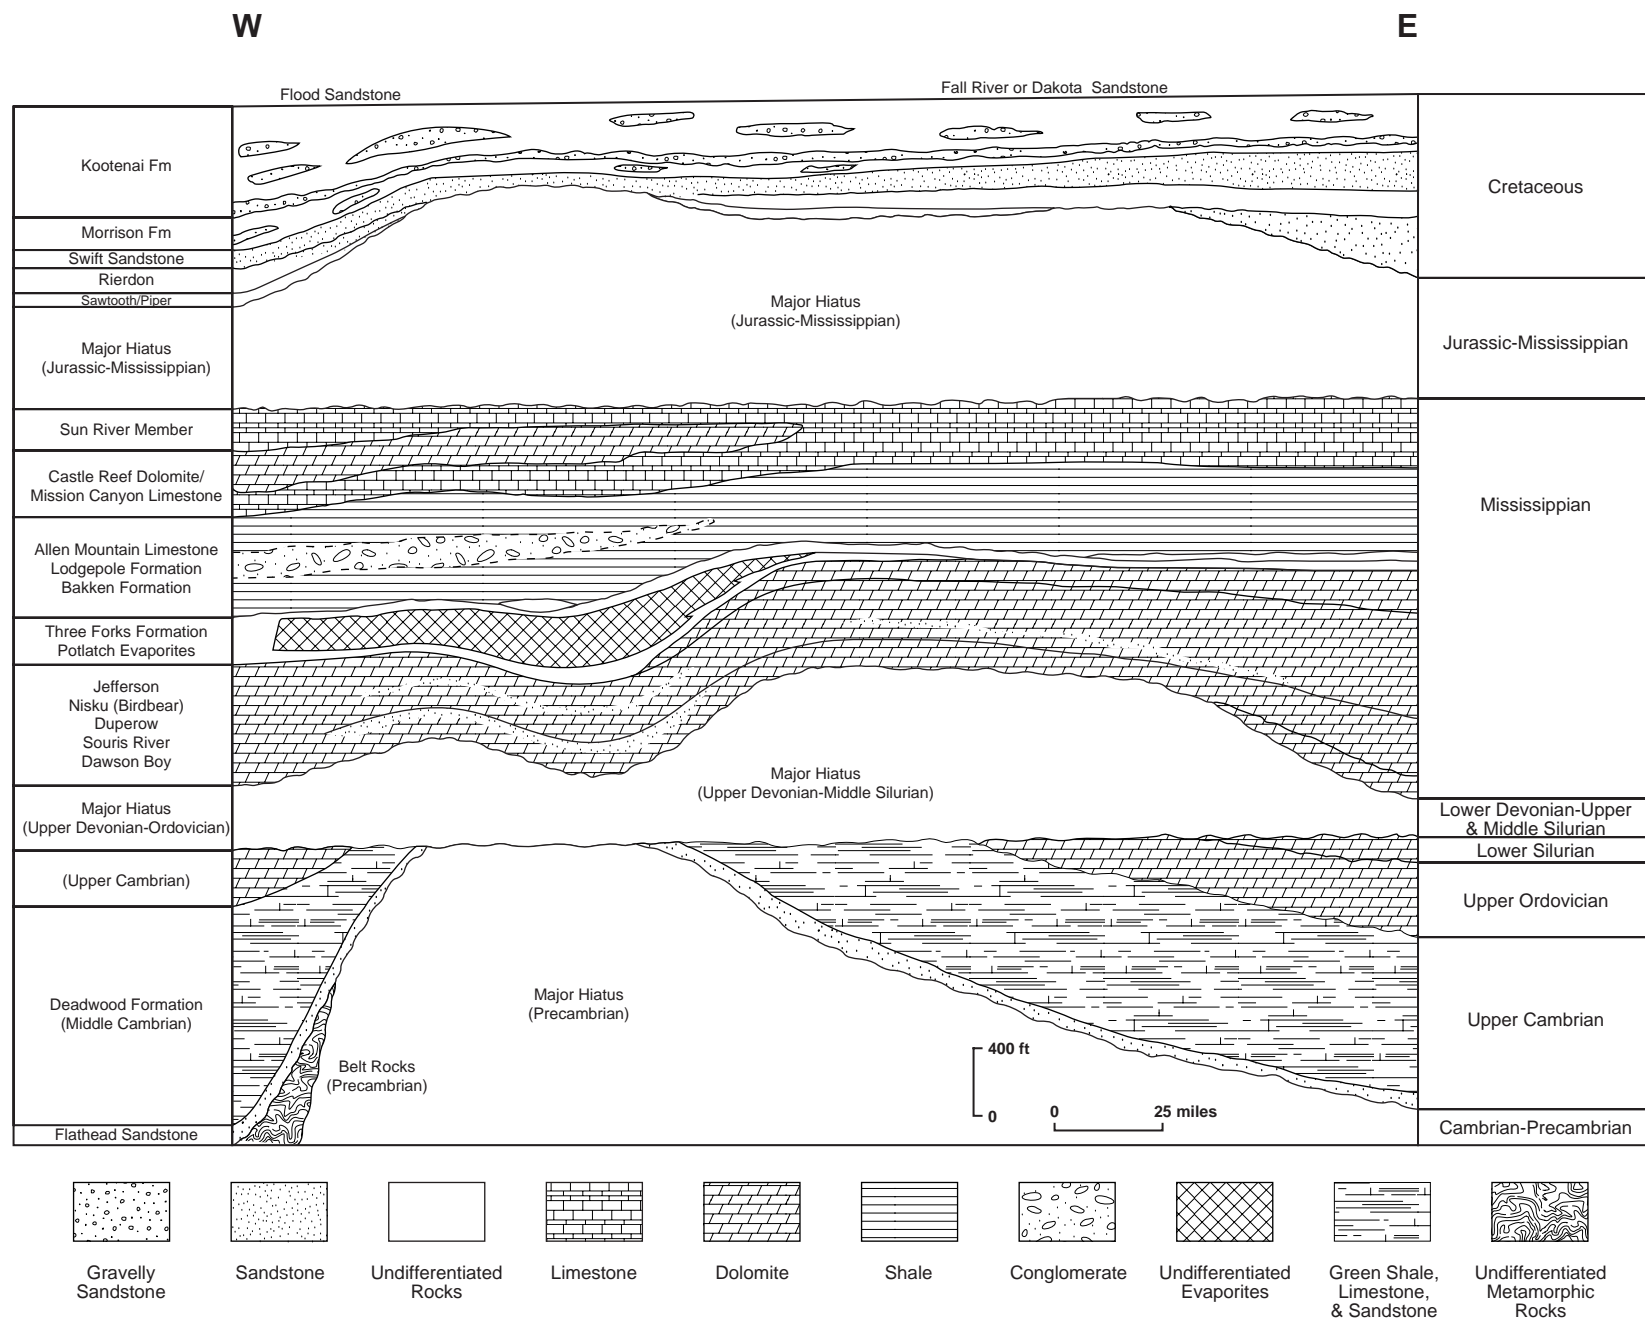 W
E
Flood Sandstone
Fall River or Dakota Sandstone
Kootenai Fm
Morrison Fm
Swift Sandstone
Rierdon
Sawtooth/Piper
Major Hiatus
(Jurassic-Mississippian)
Sun River Member
Castle Reef Dolomite/
Mission Canyon Limestone
Allen Mountain Limestone
Lodgepole Formation
Bakken Formation
Three Forks Formation
Potlatch Evaporites
Jefferson
Nisku (Birdbear)
Duperow
Souris River
Dawson Boy
Major Hiatus
(Upper Devonian-Ordovician)
(Upper Cambrian)
Deadwood Formation
(Middle Cambrian)
Flathead Sandstone
Major Hiatus
(Jurassic-Mississippian)
Major Hiatus
(Upper Devonian-Middle Silurian)
Major Hiatus
(Precambrian)
Belt Rocks
(Precambrian)
400 ft
0
0
25 miles
Cretaceous
Jurassic-Mississippian
Mississippian
Lower Devonian-Upper
& Middle Silurian
Lower Silurian
Upper Ordovician
Upper Cambrian
Cambrian-Precambrian
Gravelly
Sandstone
Sandstone
Undifferentiated
Rocks
Limestone
Dolomite
Shale
Conglomerate
Undifferentiated
Evaporites
Green Shale,
Limestone,
& Sandstone
Undifferentiated
Metamorphic
Rocks